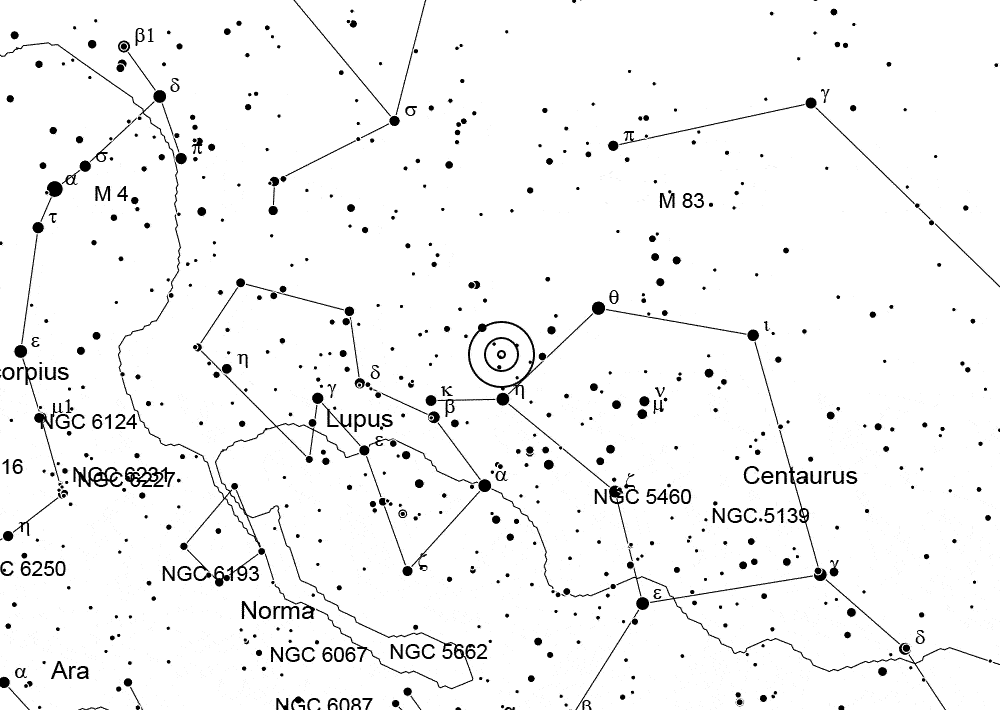 β1
δ
σ
γ
π
π
σ
α
M 4
M 83
τ
θ
ι
ε
η
corpius
δ
γ
κ
η
ν
μ
β
μ1
NGC 6124
Lupus
ε
16
NGC 6231
NGC 6227
α
ζ
Centaurus
NGC 5460
NGC 5139
η
C 6250
NGC 6193
ζ
γ
ε
Norma
δ
NGC 6067
NGC 5662
α
Ara
NGC 6087
α
β